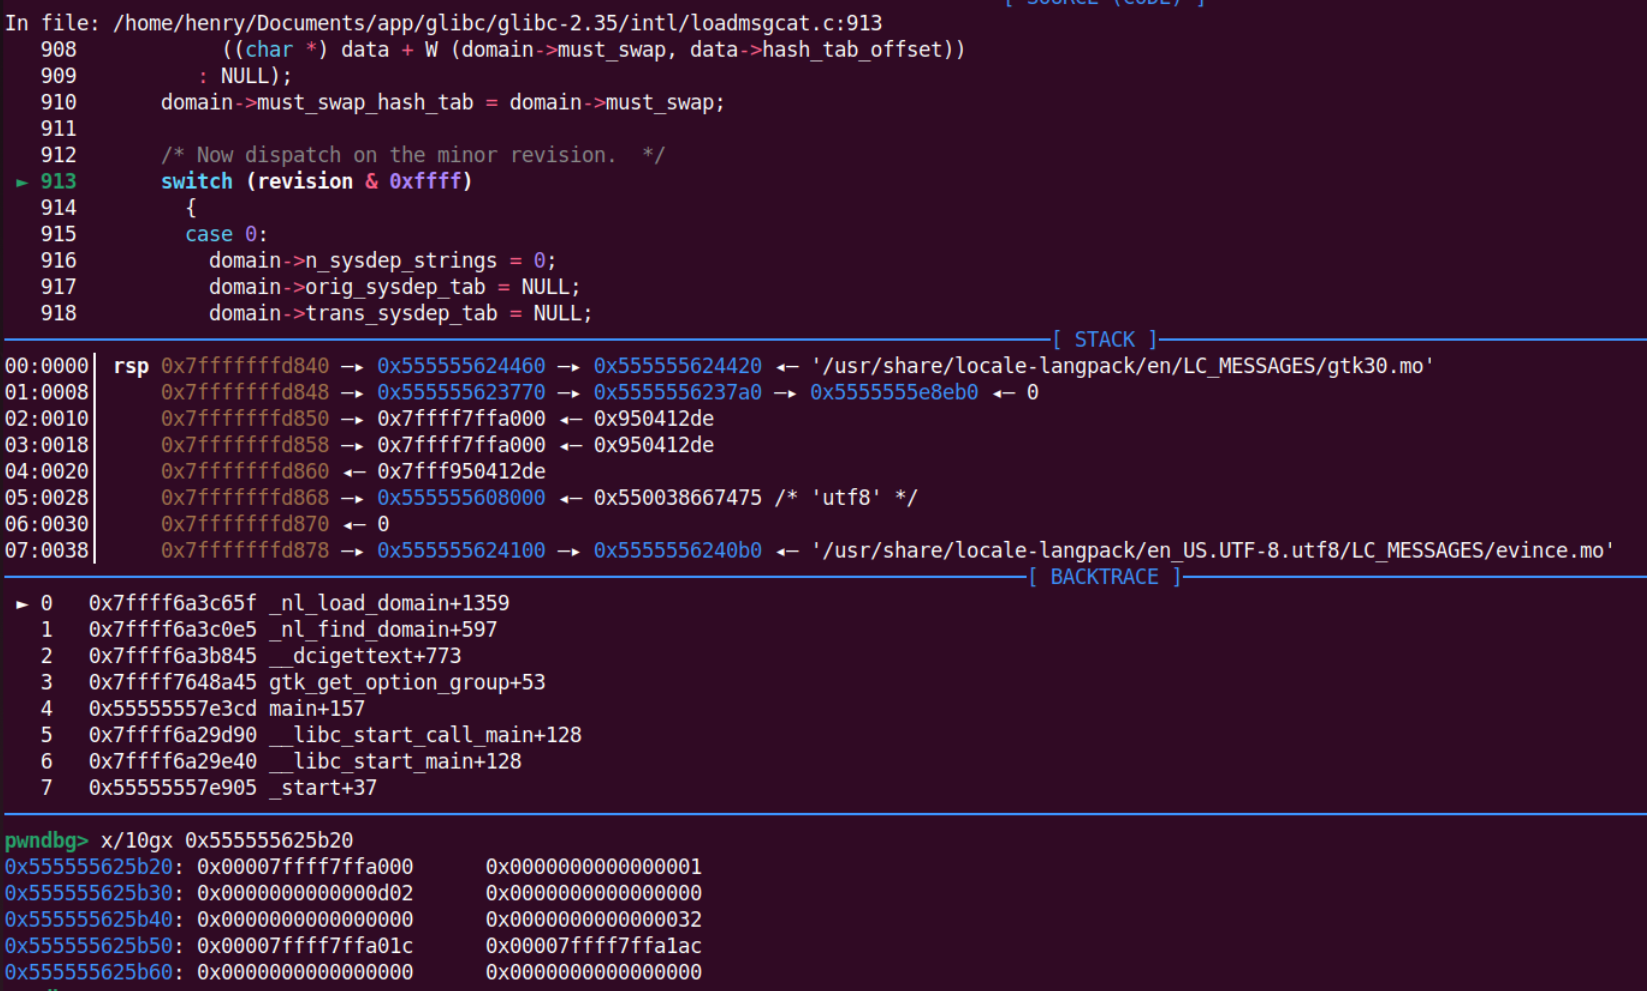 [ SOURCE (CODE) ]
In file: /home/henry/Documents/app/glibc/glibc-2.35/intl/loadmsgcat.c:913
908 ((char *) data + W (domain->must_swap, data->hash_tab_offset))
909 : NULL);
910 domain->must_swap_hash_tab = domain->must_swap;
911
912 /* Now dispatch on the minor revision. */
► 913 switch (revision & 0xffff)
914 {
915 case 0:
916 domain->n_sysdep_strings = 0;
917 domain->orig_sysdep_tab = NULL;
918 domain->trans_sysdep_tab = NULL;
[ STACK ]
00:0000│ rsp 0x7fffffffd840 —▸ 0x555555624460 —▸ 0x555555624420 ◂— '/usr/share/locale-langpack/en/LC_MESSAGES/gtk30.mo'
01:0008│ 0x7fffffffd848 —▸ 0x555555623770 —▸ 0x5555556237a0 —▸ 0x5555555e8eb0 ◂— 0
02:0010│ 0x7fffffffd850 —▸ 0x7ffff7ffa000 ◂— 0x950412de
03:0018│ 0x7fffffffd858 —▸ 0x7ffff7ffa000 ◂— 0x950412de
04:0020│ 0x7fffffffd860 ◂— 0x7fff950412de
05:0028│ 0x7fffffffd868 —▸ 0x555555608000 ◂— 0x550038667475 /* 'utf8' */
06:0030│ 0x7fffffffd870 ◂— 0
07:0038│ 0x7fffffffd878 —▸ 0x555555624100 —▸ 0x5555556240b0 ◂— '/usr/share/locale-langpack/en_US.UTF-8.utf8/LC_MESSAGES/evince.mo'
[ BACKTRACE ]
► 0 0x7ffff6a3c65f _nl_load_domain+1359
1 0x7ffff6a3c0e5 _nl_find_domain+597
2 0x7ffff6a3b845 __dcigettext+773
3 0x7ffff7648a45 gtk_get_option_group+53
4 0x55555557e3cd main+157
5 0x7ffff6a29d90 __libc_start_call_main+128
6 0x7ffff6a29e40 __libc_start_main+128
7 0x55555557e905 _start+37
pwndbg> x/10gx 0x555555625b20
0x555555625b20: 0x00007ffff7ffa000 0x0000000000000001
0x555555625b30: 0x0000000000000d02 0x0000000000000000
0x555555625b40: 0x0000000000000000 0x0000000000000032
0x555555625b50: 0x00007ffff7ffa01c 0x00007ffff7ffa1ac
0x555555625b60: 0x0000000000000000 0x0000000000000000